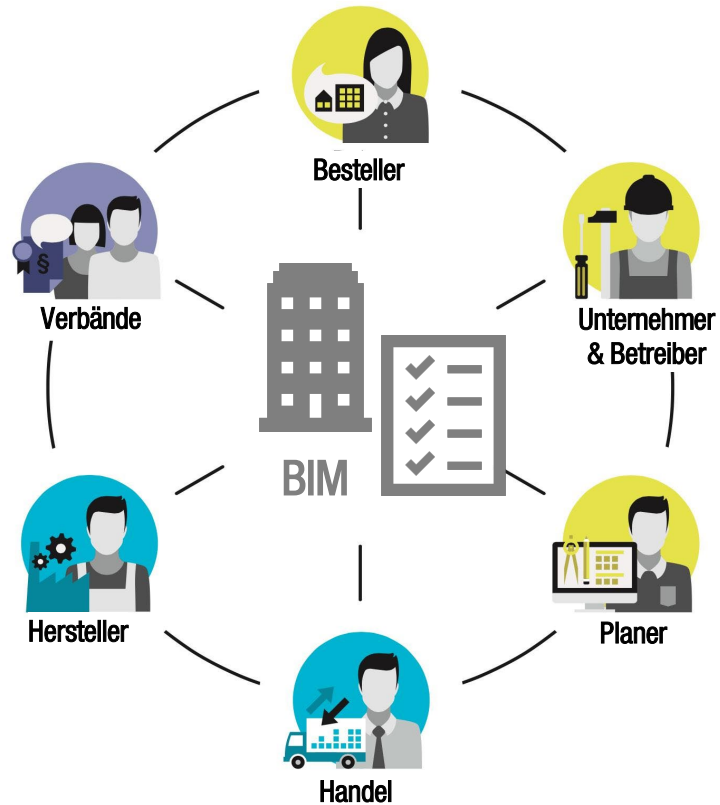 Besteller
Verbände
Unternehmer
& Betreiber
§
BIM
Hersteller
Planer
Handel